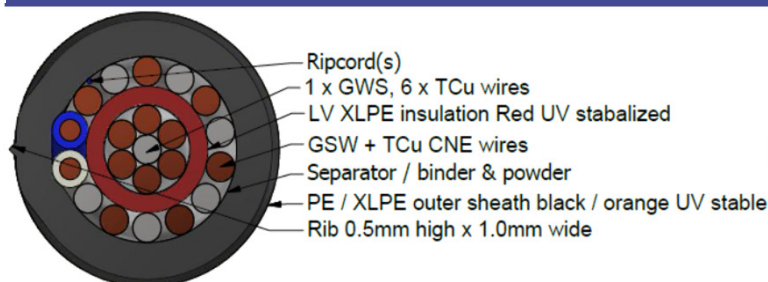 Ripcord(s)
1 x GWS, 6 x TCu wires
LV XLPE insulation Red UV stabalized
GSW + TCu CNE wires
Separator / binder & powder
PE / XLPE outer sheath black / orange UV stable
Rib 0.5mm high x 1.0mm wide